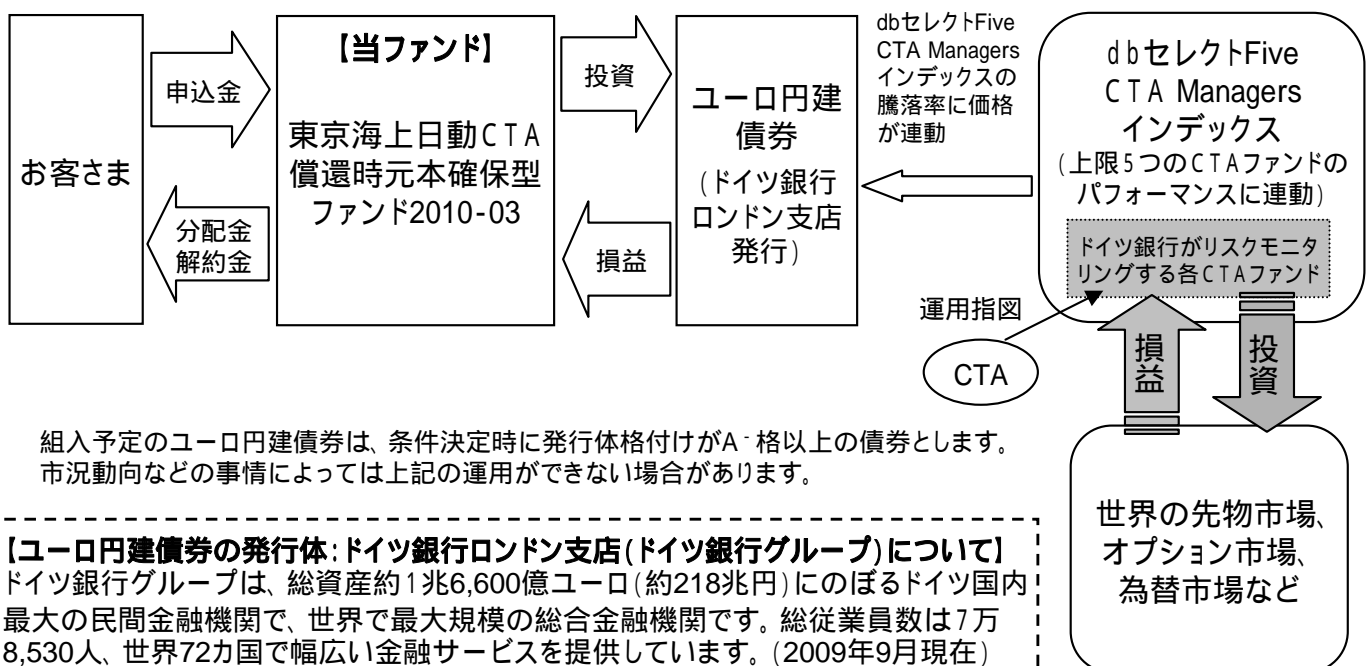 お客さま
申込金
分配金
解約金
【当ファンド】
東京海上日動CTA
償還時元本確保型
ファンド2010-03
投資
損益
ユーロ円建
債券
(ドイツ銀行
ロンドン支店
発行)
dbセレクトFive
CTA Managers
インデックスの
騰落率に価格
が連動
dbセレクトFive
CTA Managers
インデックス
(上限5つのCTAファンドの
パフォーマンスに連動)
ドイツ銀行がリスクモニタ
リングする各CTAファンド
運用指図
CTA
損益
投資
世界の先物市場、
オプション市場、
為替市場など
組入予定のユーロ円建債券は、条件決定時に発行体格付けがA-格以上の債券とします。
市況動向などの事情によっては上記の運用ができない場合があります。
【ユーロ円建債券の発行体:ドイツ銀行ロンドン支店(ドイツ銀行グループ)について】
ドイツ銀行グループは、総資産約1兆6,600億ユーロ(約218兆円)にのぼるドイツ国内
最大の民間金融機関で、世界で最大規模の総合金融機関です。総従業員数は7万
8,530人、世界72カ国で幅広い金融サービスを提供しています。(2009年9月現在)